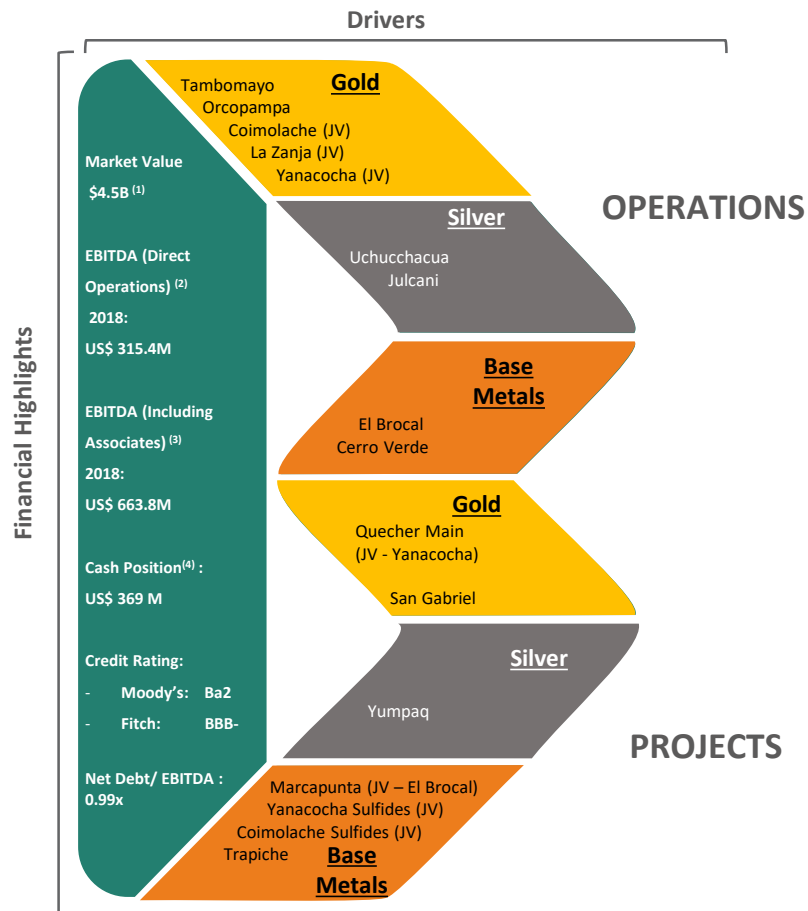 Drivers
Financial Highlights
Market Value
$4.5B (1)
EBITDA (Direct
Operations) (2)
2018:
US$ 315.4M
EBITDA (Including
Associates) (3)
2018:
US$ 663.8M
Cash Position(4) :
US$ 369 M
Credit Rating:
- Moody's: Ba2
- Fitch: BBB-
Net Debt/ EBITDA :
0.99x
Gold
Tambomayo
Orcopampa
Coimolache (JV)
La Zanja (JV)
Yanacocha (JV)
OPERATIONS
Silver
Uchucchacua
Julcani
Base
Metals
El Brocal
Cerro Verde
Gold
Quecher Main
(JV - Yanacocha)
San Gabriel
Silver
Yumpaq
PROJECTS
Marcapunta (JV – El Brocal)
Yanacocha Sulfides (JV)
Coimolache Sulfides (JV)
Trapiche
Base
Metals